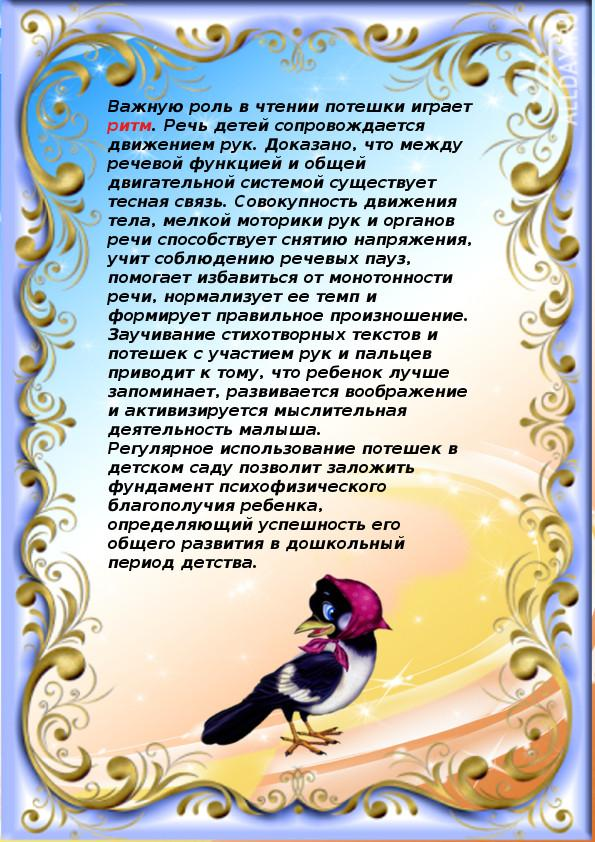 Важную роль в чтении потешки играет
ритм. Речь детей сопровождается
движением рук. Доказано, что между
речевой функцией и общей
двигательной системой существует
тесная связь. Совокупность движения
тела, мелкой моторики рук и органов
речи способствует снятию напряжения,
учит соблюдению речевых пауз,
помогает избавиться от монотонности
речи, нормализует ее темп и
формирует правильное произношение.
Заучивание стихотворных текстов и
потешек с участием рук и пальцев
приводит к тому, что ребенок лучше
запоминает, развивается воображение
и активизируется мыслительная
деятельность малыша.
Регулярное использование потешек в
детском саду позволит заложить
фундамент психофизического
благополучия ребенка,
определяющий успешность его
общего развития в дошкольный
период детства.